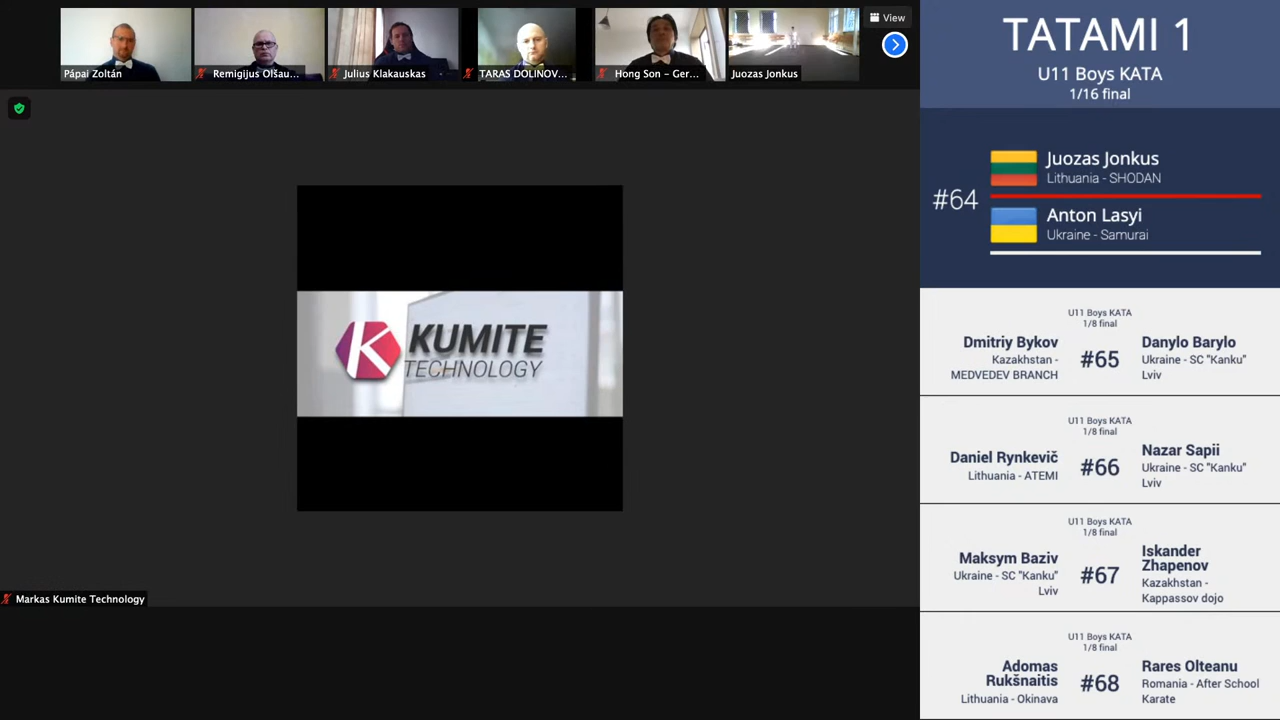 Pápai Zoltán
Remigijus Olšau...
Julius Klakauskas
TARAS DOLINOV...
Hong Son – Ger...
Juozas Jonkus
View
KUMITE
TECHNOLOGY
Markas Kumite Technology
TATAMI 1
U11 Boys KATA
1/16 final
#64
Juozas Jonkus
Lithuania - SHODAN
Anton Lasyi
Ukraine - Samurai
U11 Boys KATA
1/8 final
Dmitriy Bykov
Kazakhstan -
MEDVEDEV BRANCH
#65
Danylo Barylo
Ukraine - SC "Kanku"
Lviv
U11 Boys KATA
1/8 final
Daniel Rynkevič
Lithuania - ATEMI
#66
Nazar Sapii
Ukraine - SC "Kanku"
Lviv
U11 Boys KATA
1/8 final
Maksym Baziv
Ukraine - SC "Kanku"
Lviv
#67
Iskander
Zhapenov
Kazakhstan -
Kappassov dojo
U11 Boys KATA
1/8 final
Adomas
Rukšnaitis
Lithuania - Okinava
#68
Rares Olteanu
Romania - After School
Karate